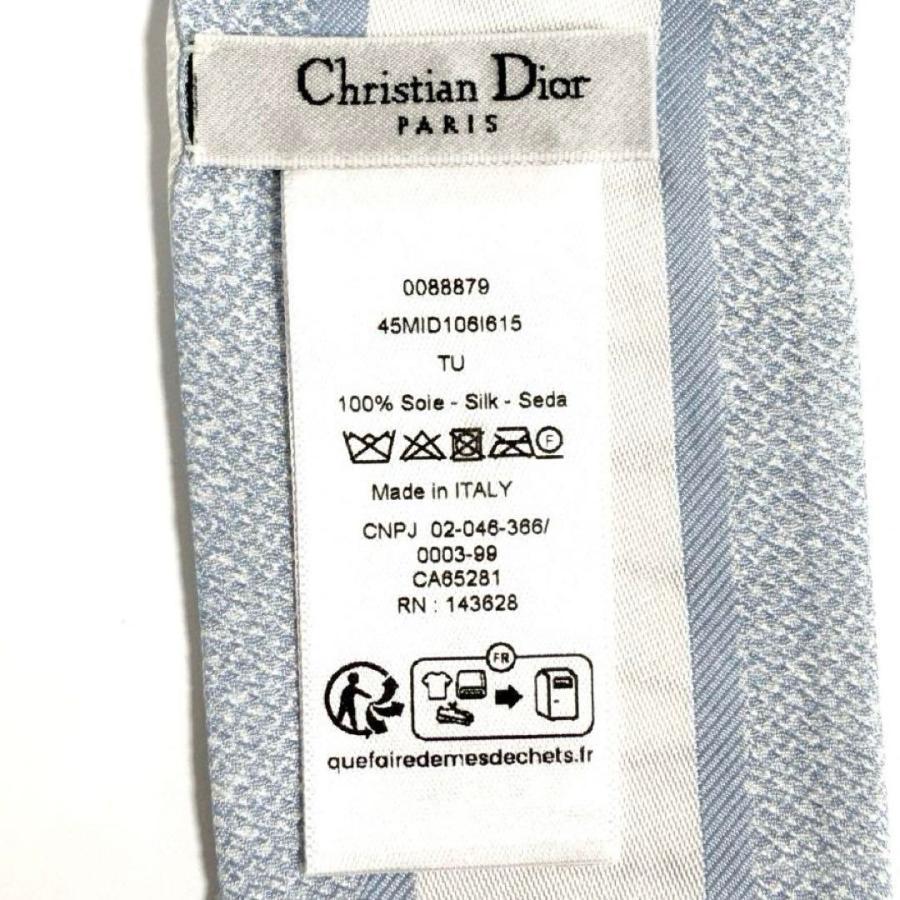 Christian Dior
PARIS
0088879
45MID106I615
TU
100% Soie - Silk - Seda
F
Made in ITALY
CNPJ 02-046-366/
0003-99
CA65281
RN : 143628
FR
quefairedemesdechets.fr